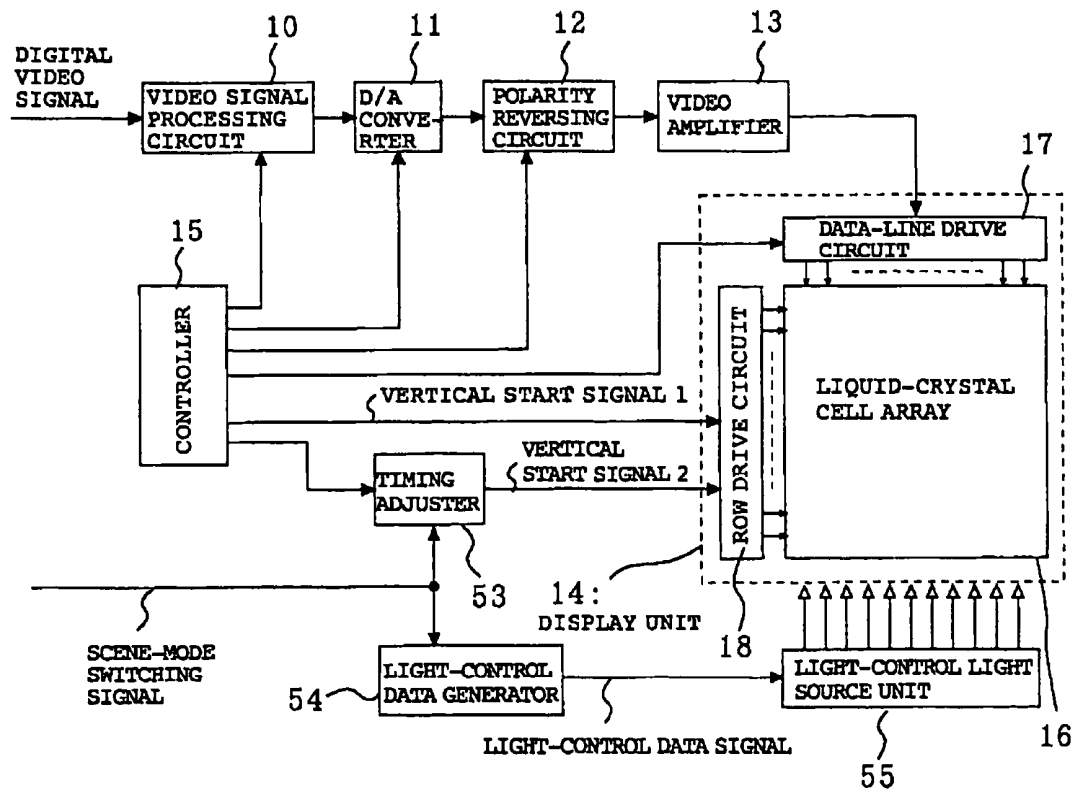 10
11
12
13
DIGITAL
VIDEO
SIGNAL
VIDEO SIGNAL
PROCESSING
CIRCUIT
D/A
CONVE-
RTER
POLARITY
REVERSING
CIRCUIT
VIDEO
AMPLIFIER
17
DATA-LINE DRIVE
CIRCUIT
15
CONTROLLER
ROW DRIVE CIRCUIT
LIQUID-CRYSTAL
CELL ARRAY
VERTICAL START SIGNAL 1
VERTICAL
START SIGNAL 2
TIMING
ADJUSTER
53
14:
DISPLAY UNIT
18
SCENE-MODE
SWITCHING
SIGNAL
54
LIGHT-CONTROL
DATA GENERATOR
LIGHT-CONTROL LIGHT
SOURCE UNIT
16
LIGHT-CONTROL DATA SIGNAL
55